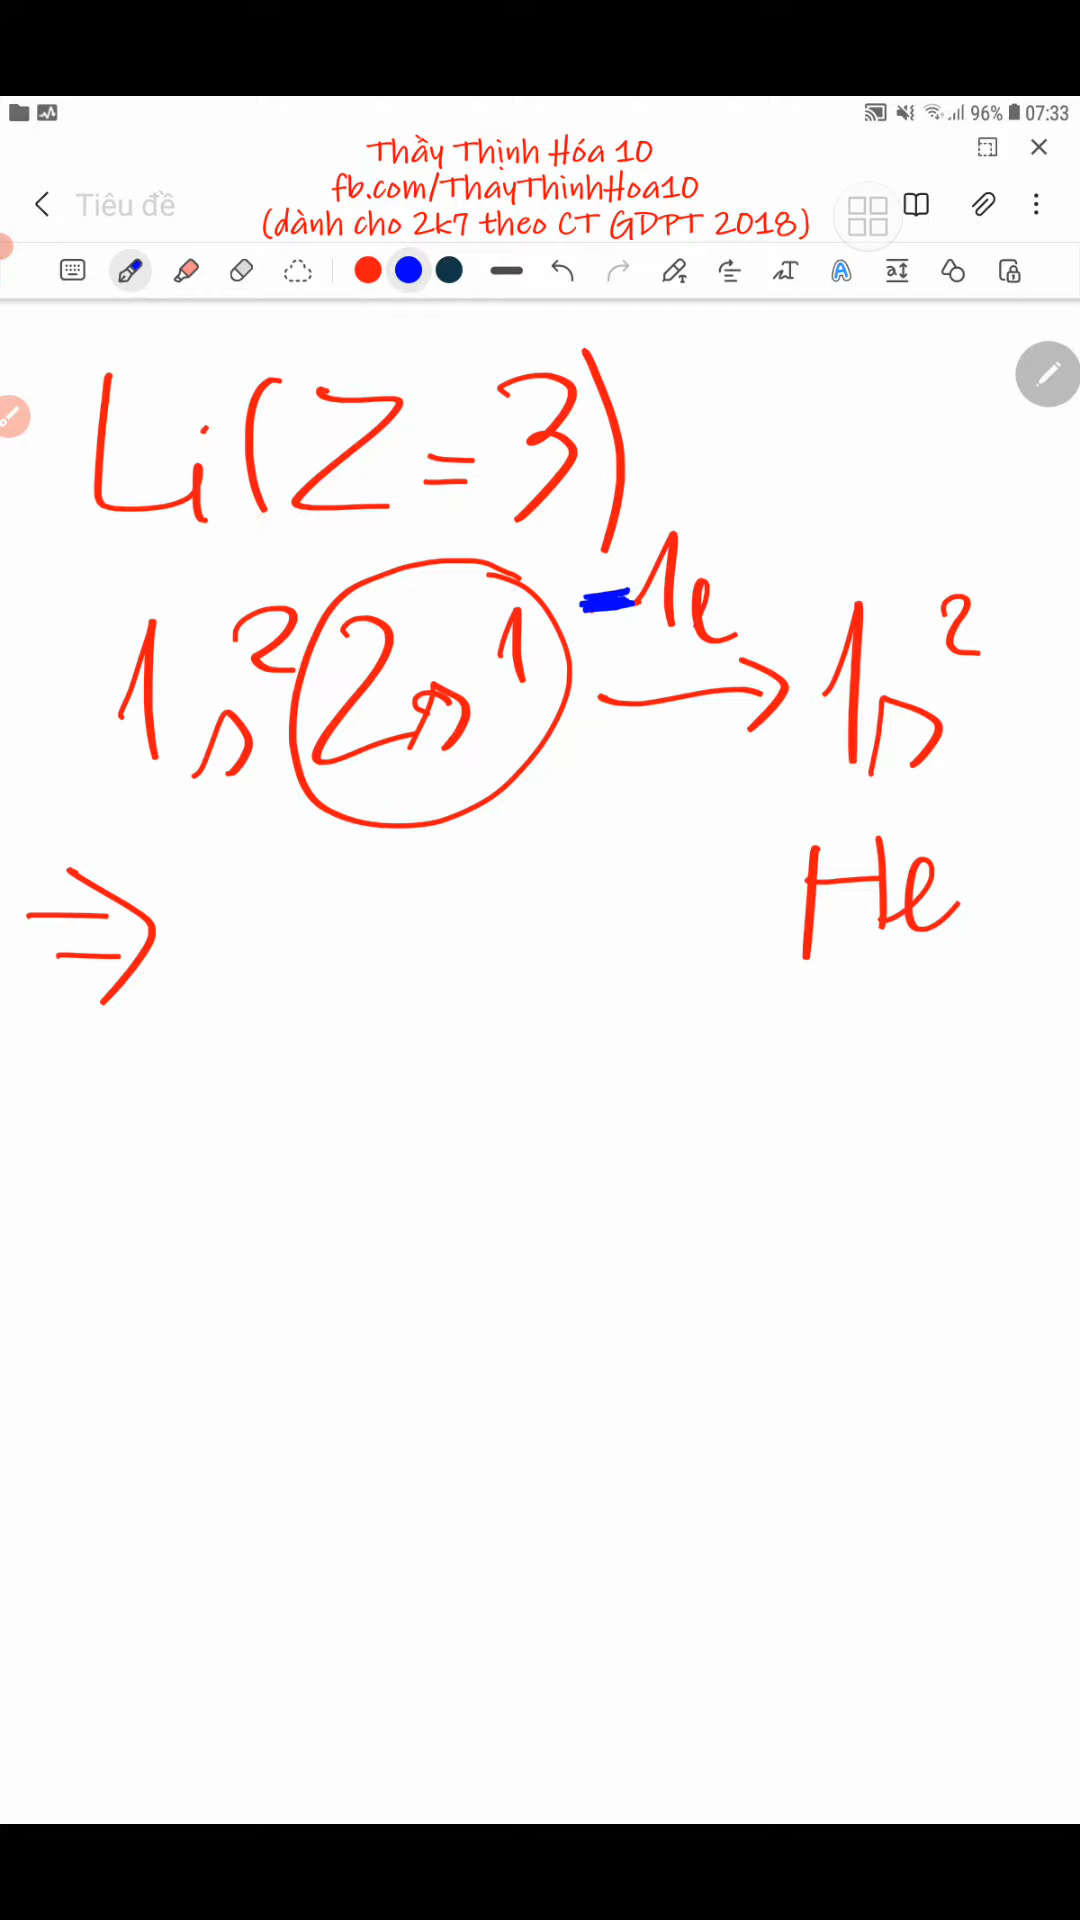 96% 07:33
Thầy Thịnh Hóa 10
fb.com/ThayThinhHoa10
Tiêu đề
(dành cho 2k7 theo CT GDPT 2018)
Li (Z=3)
1s² 2s¹ -1e → 1s²
⇒ He